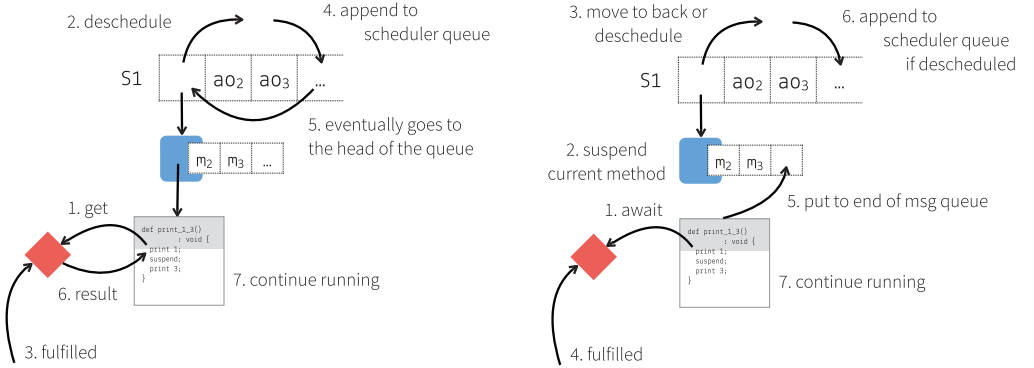 2. deschedule
4. append to
scheduler queue
S1
ao2
ao3
...
5. eventually goes to
the head of the queue
m2
m3
...
1. get
def print_1_3()
: void {
print 1;
suspend;
print 3;
}
6. result
7. continue running
3. fulfilled
3. move to back or
deschedule
6. append to
scheduler queue
if descheduled
S1
ao2
ao3
...
2. suspend
current method
m2
m3
5. put to end of msg queue
1. await
def print_1_3()
: void {
print 1;
suspend;
print 3;
}
7. continue running
4. fulfilled